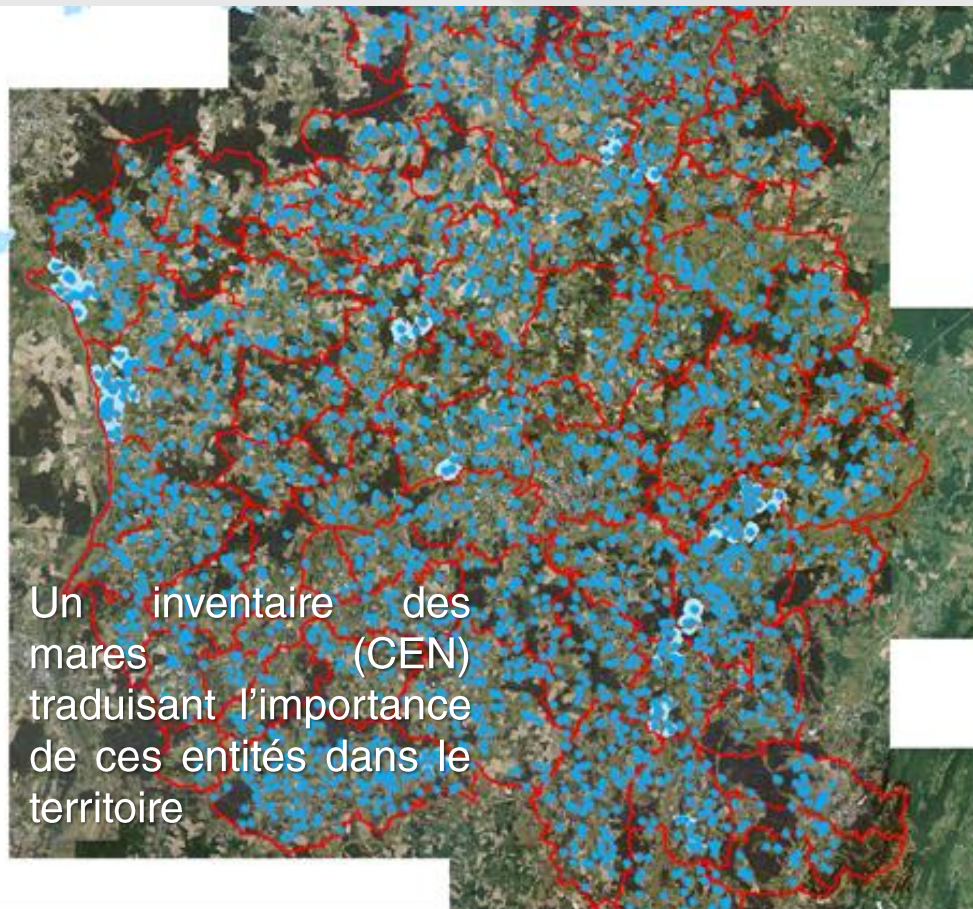 Un inventaire des
mares (CEN)
traduisant l'importance
de ces entités dans le
territoire